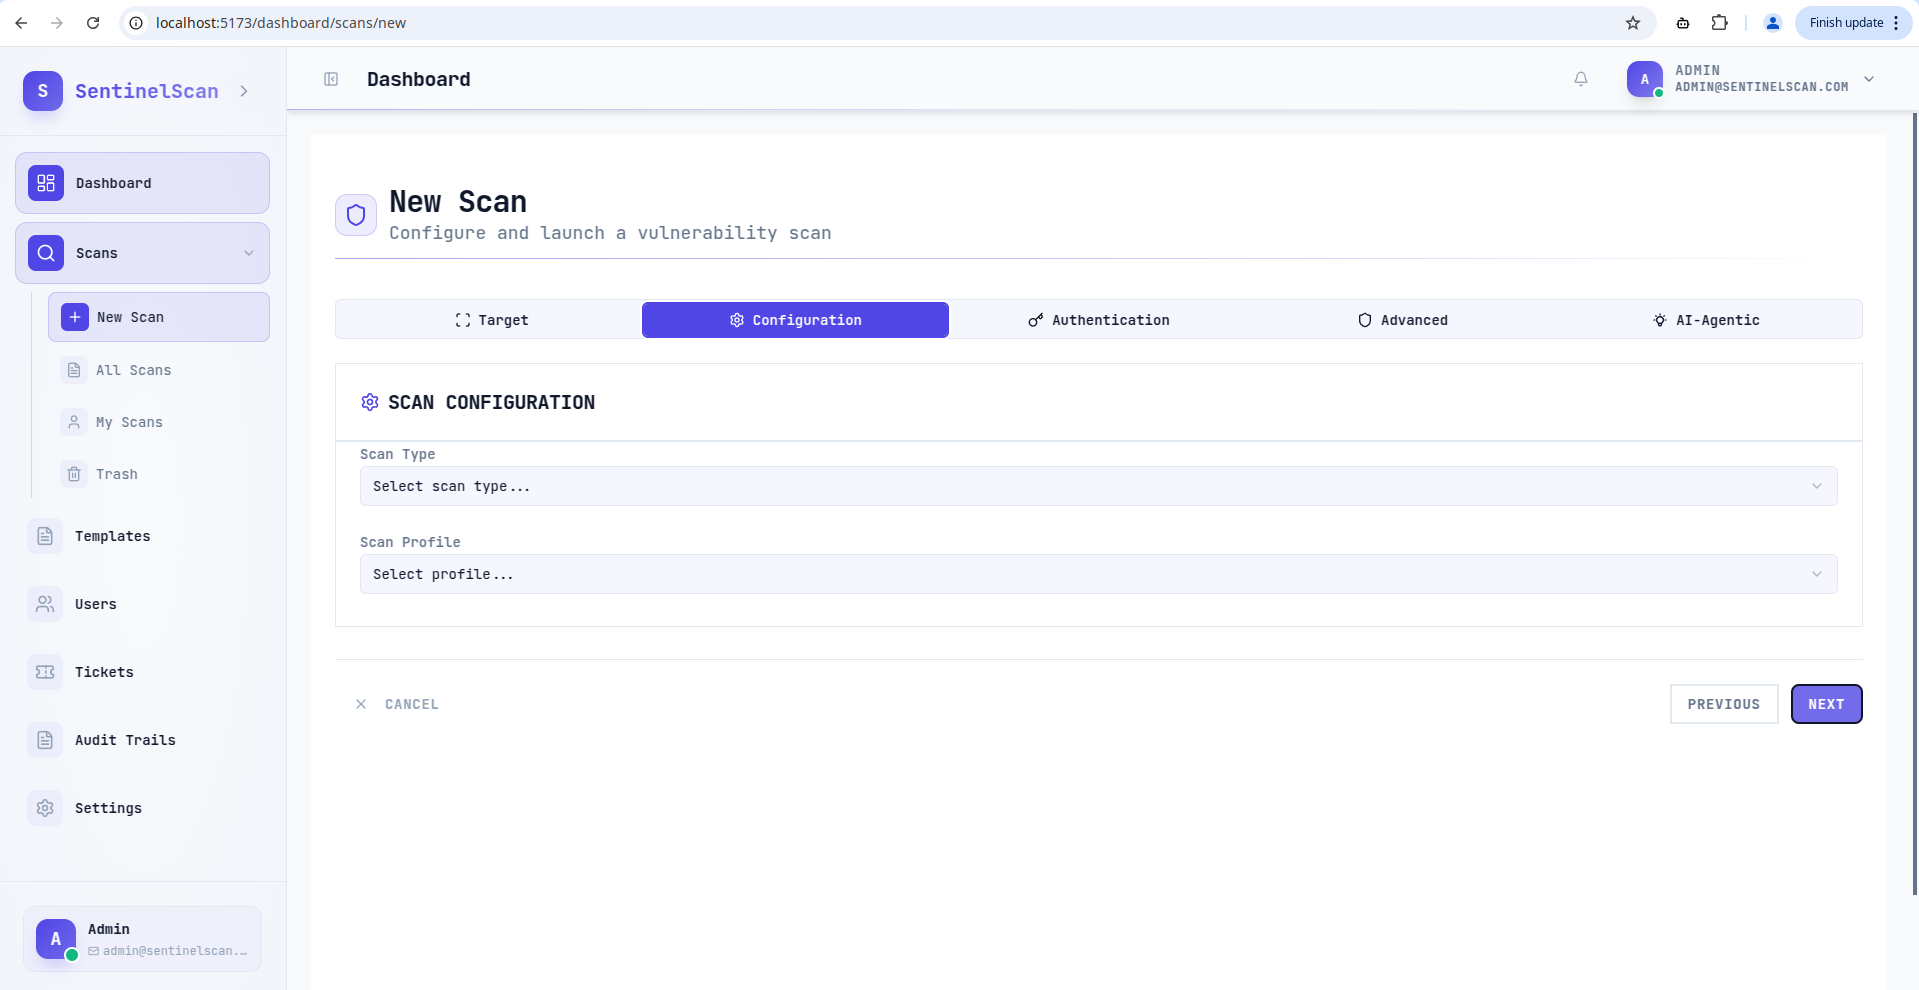 localhost:5173/dashboard/scans/new
Finish update
S
SentinelScan
Dashboard
A
ADMIN
ADMIN@SENTINELSCAN.COM
Dashboard
Scans
New Scan
All Scans
My Scans
Trash
Templates
Users
Tickets
Audit Trails
Settings
A
Admin
admin@sentinelscan.…
New Scan
Configure and launch a vulnerability scan
Target
Configuration
Authentication
Advanced
AI-Agentic
SCAN CONFIGURATION
Scan Type
Select scan type...
Scan Profile
Select profile...
CANCEL
PREVIOUS
NEXT